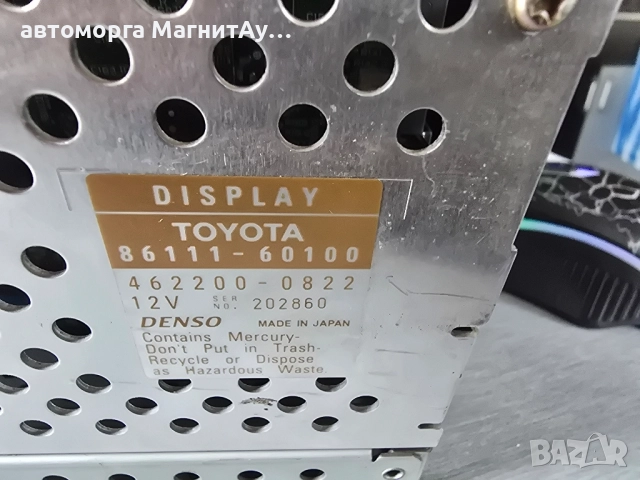 автоморга МагнитАу...
DISPLAY
TOYOTA
86111-60100
462200-0822
12V SER NO. 202860
DENSO MADE IN JAPAN
Contains Mercury-
Don't Put in Trash-
Recycle or Dispose
as Hazardous Waste.
BAZAR